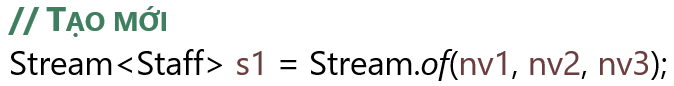 // TẠO MỚI
Stream<Staff> s1 = Stream.of(nv1, nv2, nv3);